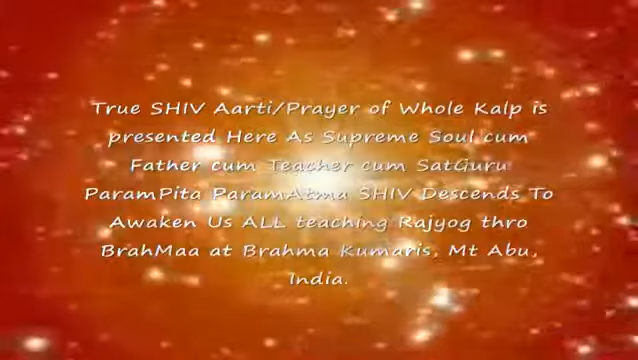 True SHIV Aarti/Prayer of Whole Kalp is
presented Here As Supreme Soul cum
Father cum Teacher cum SatGuru
ParamPita ParamAtma SHIV Descends To
Awaken Us ALL teaching Rajyog thro
BrahMaa at Brahma Kumaris, Mt Abu,
India.